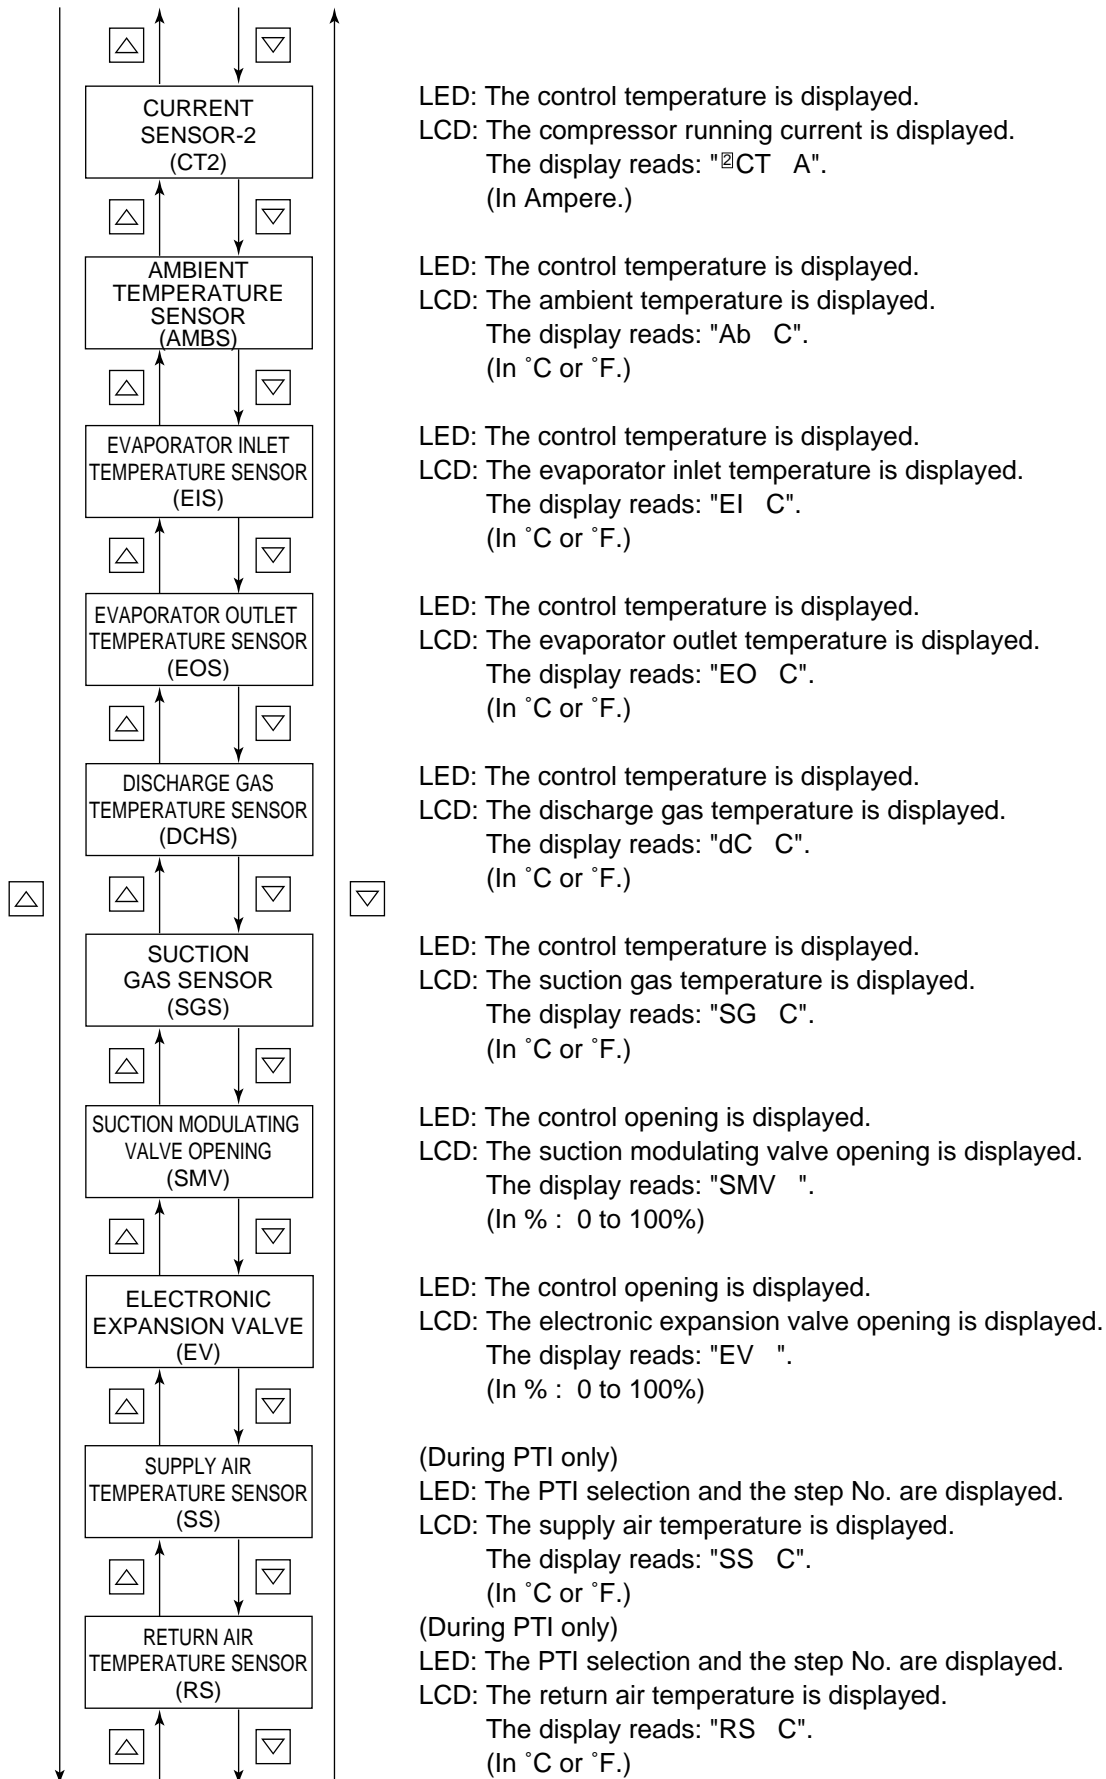 CURRENT
SENSOR-2
(CT2)
LED: The control temperature is displayed.
LCD: The compressor running current is displayed.
The display reads: "2CT   A".
(In Ampere.)
AMBIENT
TEMPERATURE
SENSOR
(AMBS)
LED: The control temperature is displayed.
LCD: The ambient temperature is displayed.
The display reads: "Ab   C".
(In ˚C or ˚F.)
EVAPORATOR INLET
TEMPERATURE SENSOR
(EIS)
LED: The control temperature is displayed.
LCD: The evaporator inlet temperature is displayed.
The display reads: "EI   C".
(In ˚C or ˚F.)
EVAPORATOR OUTLET
TEMPERATURE SENSOR
(EOS)
LED: The control temperature is displayed.
LCD: The evaporator outlet temperature is displayed.
The display reads: "EO   C".
(In ˚C or ˚F.)
DISCHARGE GAS
TEMPERATURE SENSOR
(DCHS)
LED: The control temperature is displayed.
LCD: The discharge gas temperature is displayed.
The display reads: "dC   C".
(In ˚C or ˚F.)
SUCTION
GAS SENSOR
(SGS)
LED: The control temperature is displayed.
LCD: The suction gas temperature is displayed.
The display reads: "SG   C".
(In ˚C or ˚F.)
SUCTION MODULATING
VALVE OPENING
(SMV)
LED: The control opening is displayed.
LCD: The suction modulating valve opening is displayed.
The display reads: "SMV   ".
(In % :  0 to 100%)
ELECTRONIC
EXPANSION VALVE
(EV)
LED: The control opening is displayed.
LCD: The electronic expansion valve opening is displayed.
The display reads: "EV   ".
(In % :  0 to 100%)
SUPPLY AIR
TEMPERATURE SENSOR
(SS)
(During PTI only)
LED: The PTI selection and the step No. are displayed.
LCD: The supply air temperature is displayed.
The display reads: "SS   C".
(In ˚C or ˚F.)
RETURN AIR
TEMPERATURE SENSOR
(RS)
(During PTI only)
LED: The PTI selection and the step No. are displayed.
LCD: The return air temperature is displayed.
The display reads: "RS   C".
(In ˚C or ˚F.)